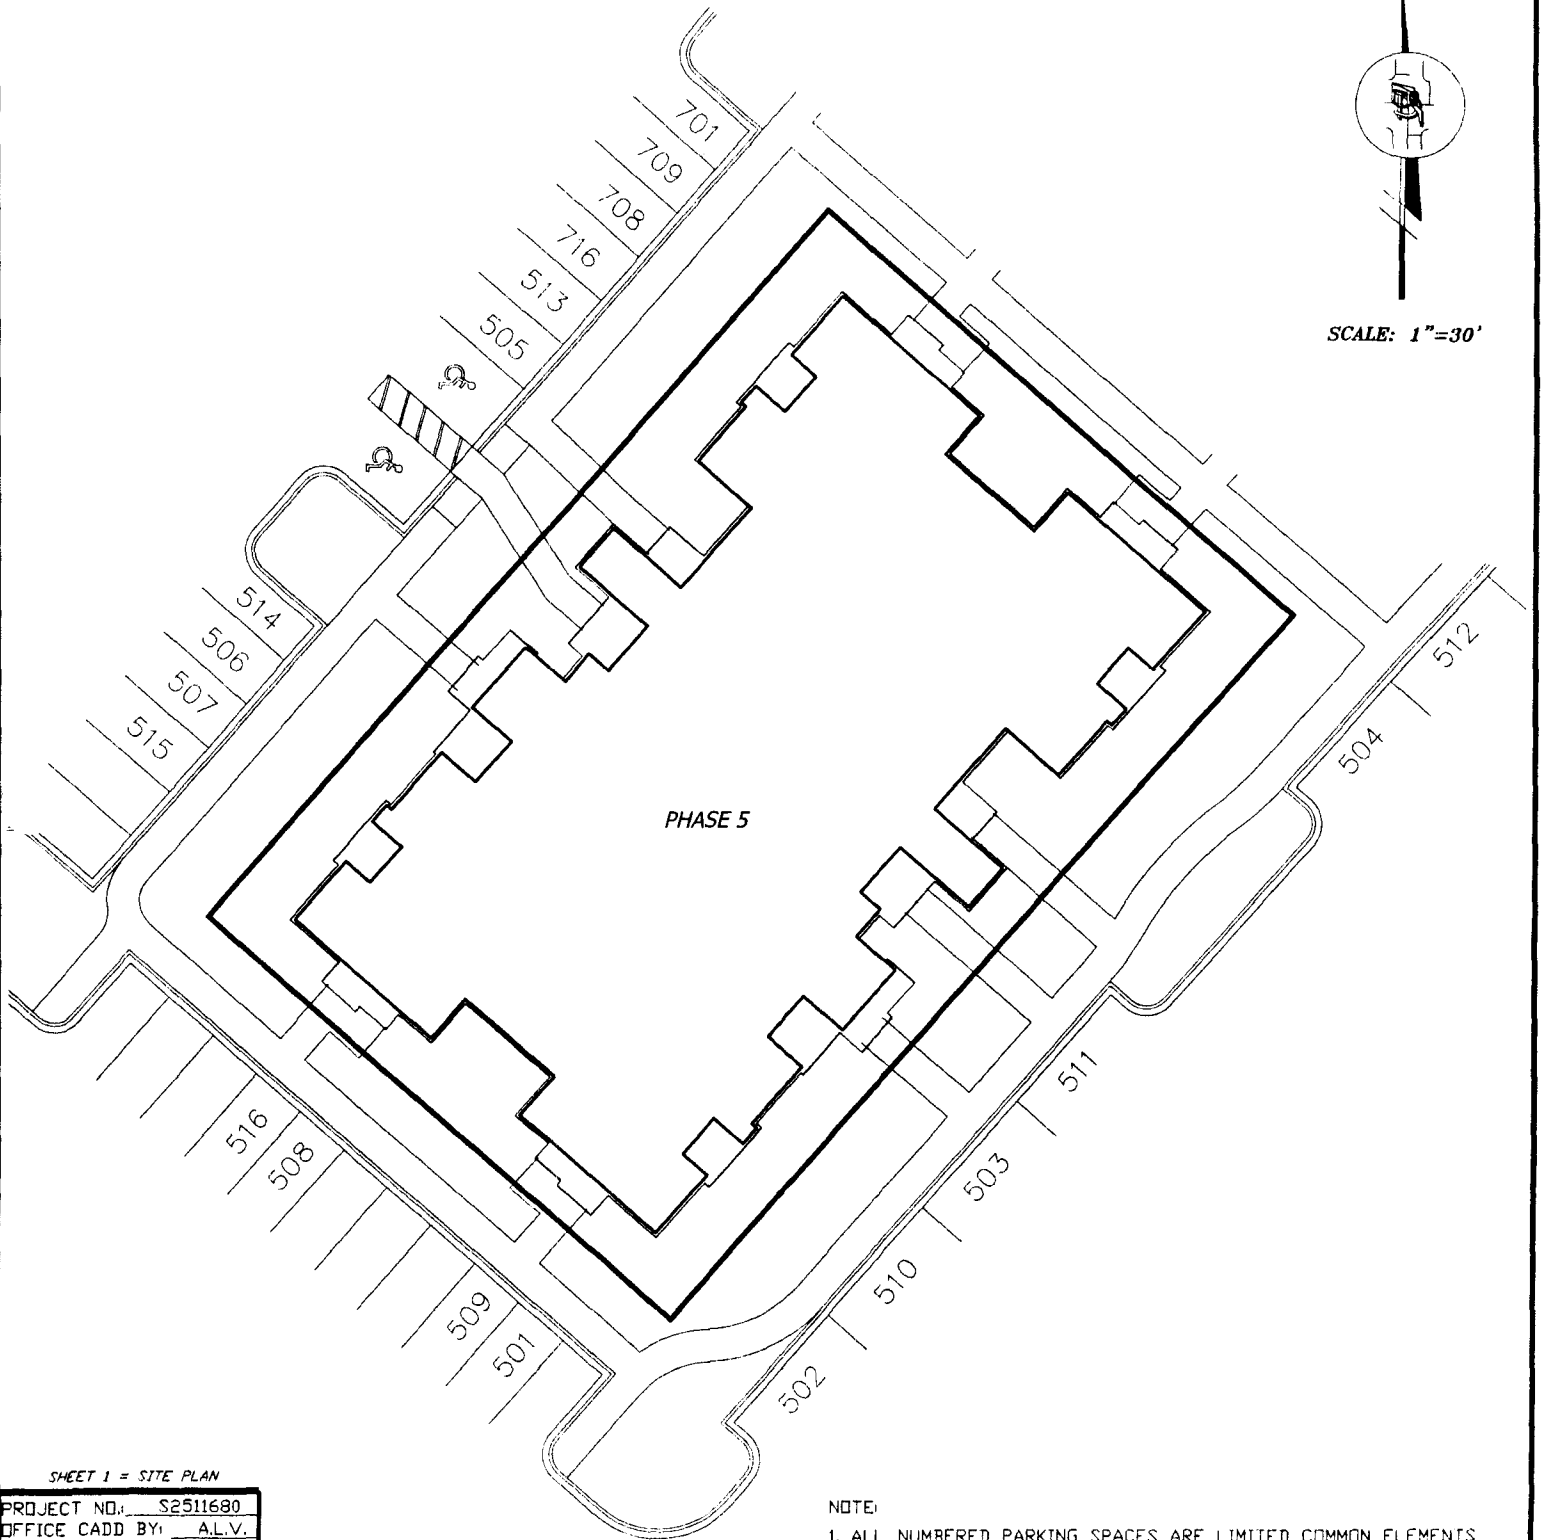 701
709
708
716
513
505
SCALE: 1"=30'
514
506
507
515
512
504
PHASE 5
511
503
510
502
516
508
509
501
SHEET 1 = SITE PLAN
PROJECT NO.: S2511680
OFFICE CADD BY: A.L.V.
NOTE:
1. ALL NUMBERED PARKING SPACES ARE LIMITED COMMON ELEMENTS